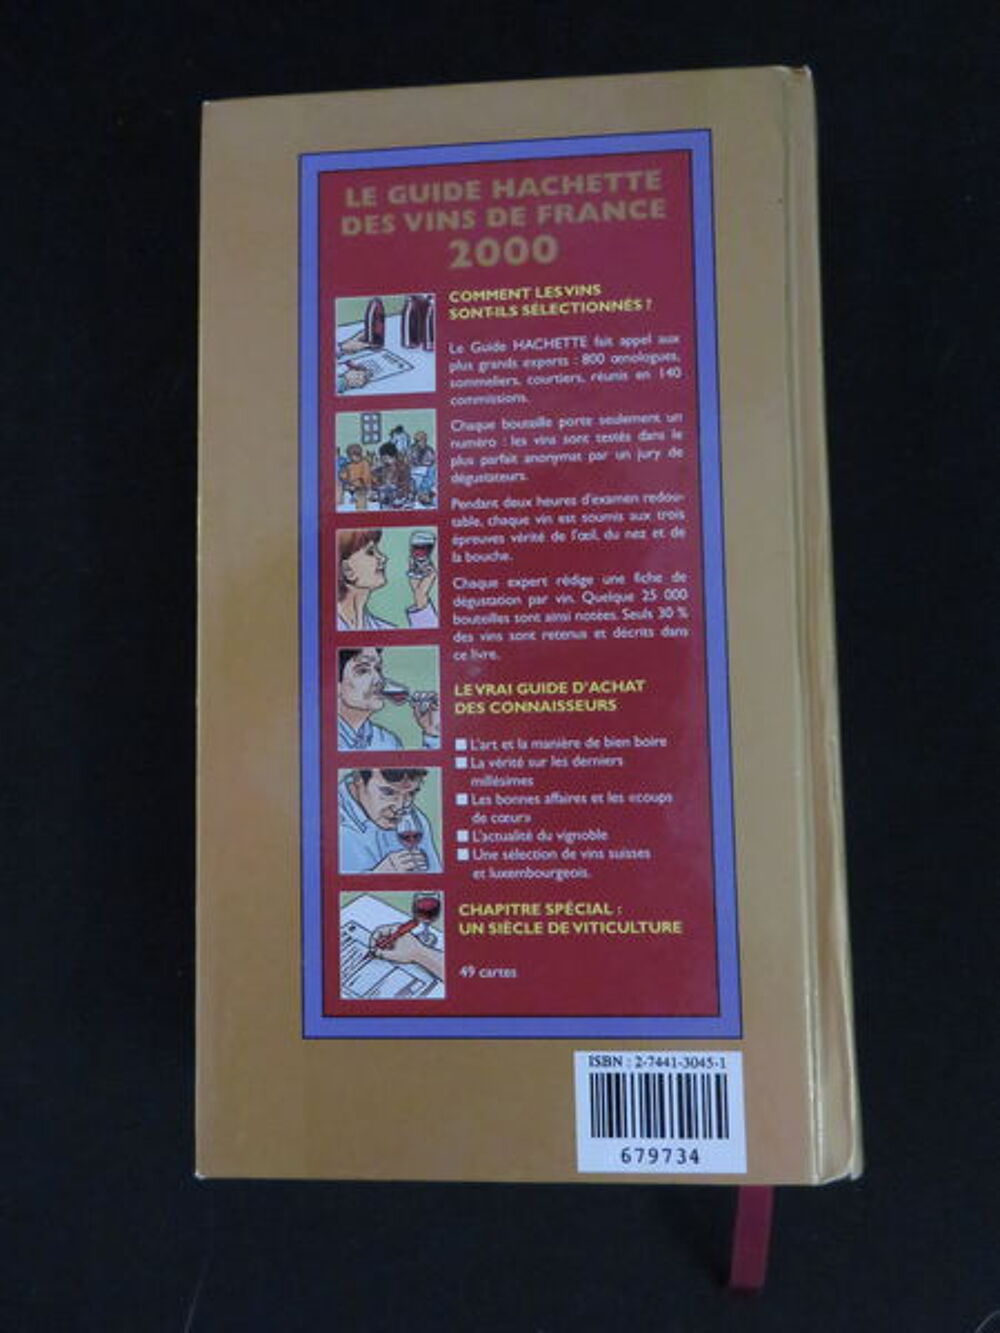 LE GUIDE HACHETTE
DES VINS DE FRANCE
2000
COMMENT LES VINS
SONT-ILS SÉLECTIONNÉS ?
Le Guide HACHETTE fait appel aux
plus grands experts : 800 œnologues,
sommeliers, courtiers, réunis en 140
commissions.
Chaque bouteille porte seulement un
numéro : les vins sont testés dans le
plus parfait anonymat par un jury de
dégustateurs.
Pendant deux heures d'examen redou-
table, chaque vin est soumis aux trois
épreuves vérité de l'œil, du nez et de
la bouche.
Chaque expert rédige une fiche de
dégustation par vin. Quelque 25 000
bouteilles sont ainsi notées. Seuls 30 %
des vins sont retenus et décrits dans
ce livre.
LE VRAI GUIDE D'ACHAT
DES CONNAISSEURS
L'art et la manière de bien boire
La vérité sur les derniers
millésimes
Les bonnes affaires et les «coups
de cœur»
L'actualité du vignoble
Une sélection de vins suisses
et luxembourgeois.
CHAPITRE SPÉCIAL :
UN SIÈCLE DE VITICULTURE
49 cartes
ISBN : 2-7441-3045-1
679734